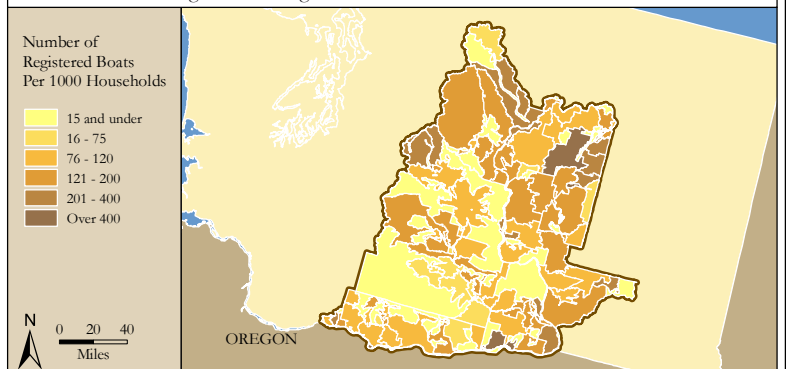 Number of
Registered Boats
Per 1000 Households
15 and under
16 - 75
76 - 120
121 - 200
201 - 400
Over 400
N
0 20 40
Miles
OREGON